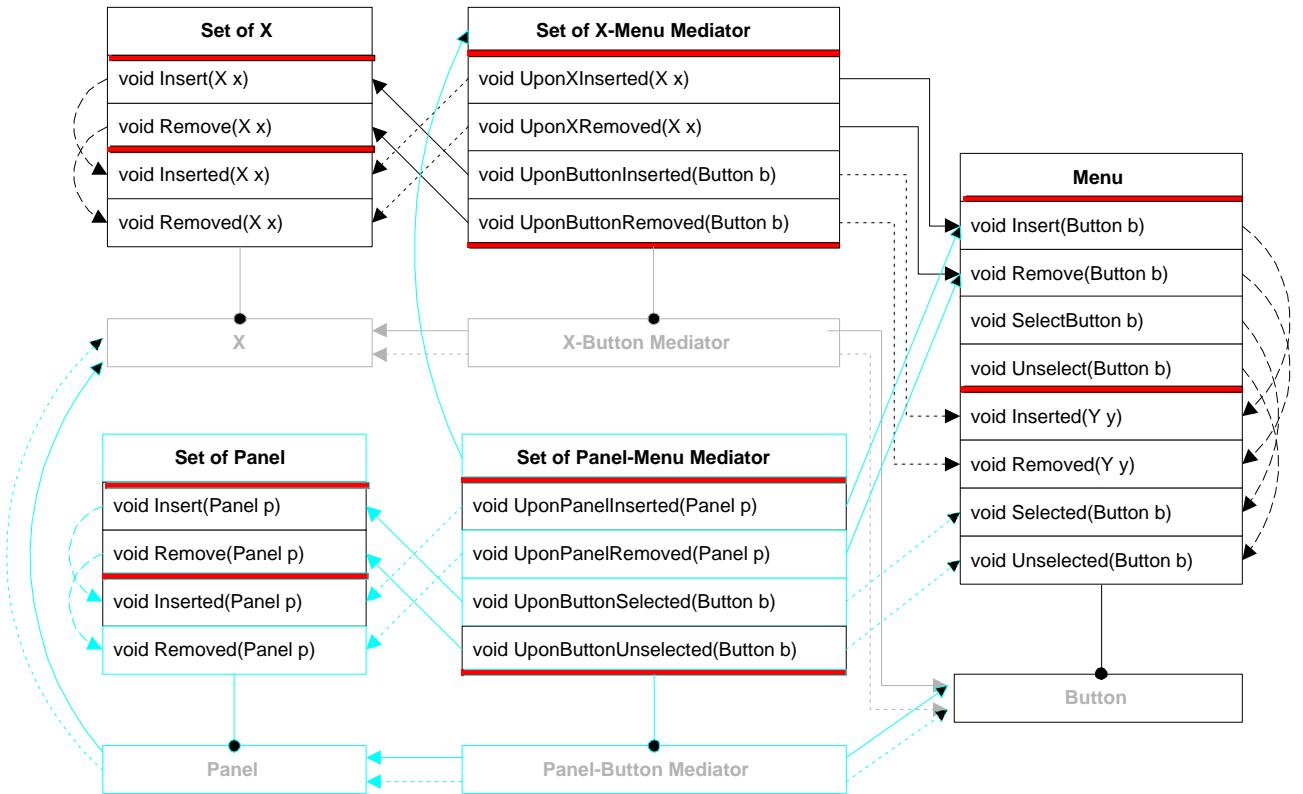 Set of X
void Insert(X x)
void Remove(X x)
void Inserted(X x)
void Removed(X x)
Set of X-Menu Mediator
void UponXInserted(X x)
void UponXRemoved(X x)
void UponButtonInserted(Button b)
void UponButtonRemoved(Button b)
Menu
void Insert(Button b)
void Remove(Button b)
void SelectButton b)
void Unselect(Button b)
void Inserted(Y y)
void Removed(Y y)
void Selected(Button b)
void Unselected(Button b)
X
X-Button Mediator
Set of Panel
void Insert(Panel p)
void Remove(Panel p)
void Inserted(Panel p)
void Removed(Panel p)
Set of Panel-Menu Mediator
void UponPanelInserted(Panel p)
void UponPanelRemoved(Panel p)
void UponButtonSelected(Button b)
void UponButtonUnselected(Button b)
Button
Panel
Panel-Button Mediator